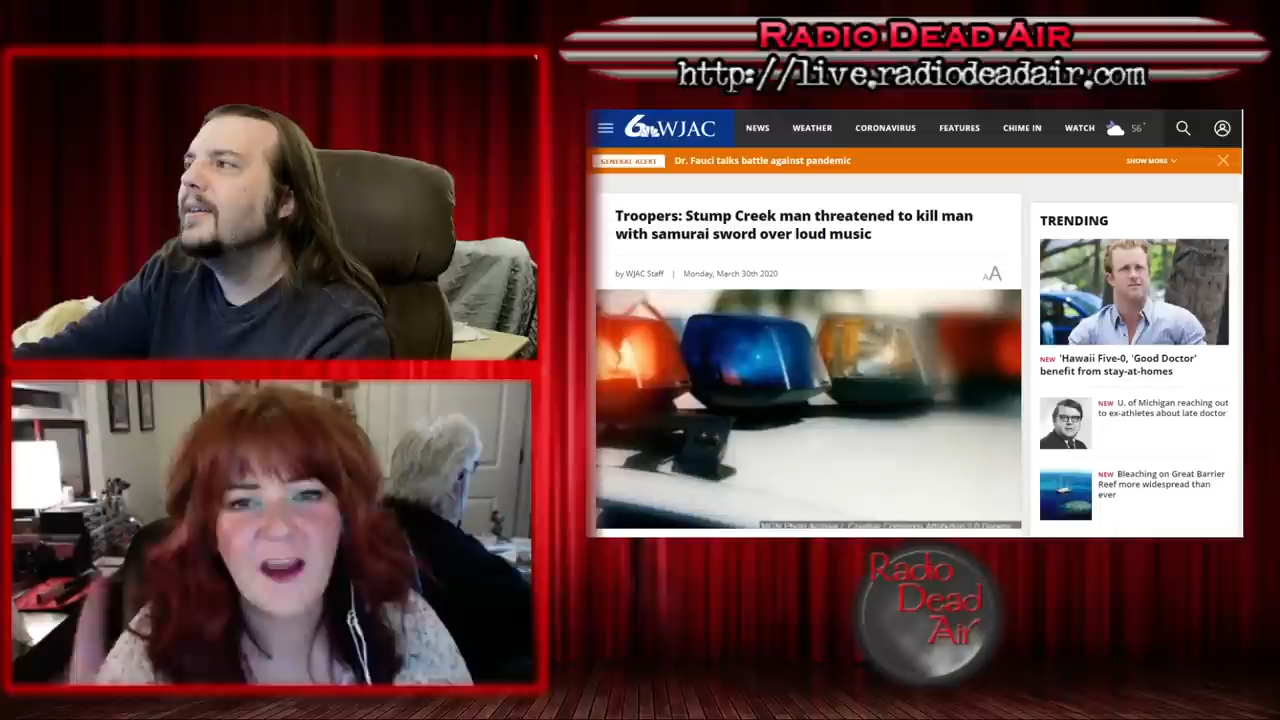 RADIO DEAD AIR
http://live.radiodeadair.com
6 WJAC
NEWS
WEATHER
CORONAVIRUS
FEATURES
CHIME IN
WATCH
56°
GENERAL ALERT
Dr. Fauci talks battle against pandemic
SHOW MORE
Troopers: Stump Creek man threatened to kill man
with samurai sword over loud music
by WJAC Staff | Monday, March 30th 2020
AA
TRENDING
NEW 'Hawaii Five-0, 'Good Doctor'
benefit from stay-at-homes
NEW U. of Michigan reaching out
to ex-athletes about late doctor
NEW Bleaching on Great Barrier
Reef more widespread than
ever
Radio
Dead
Air